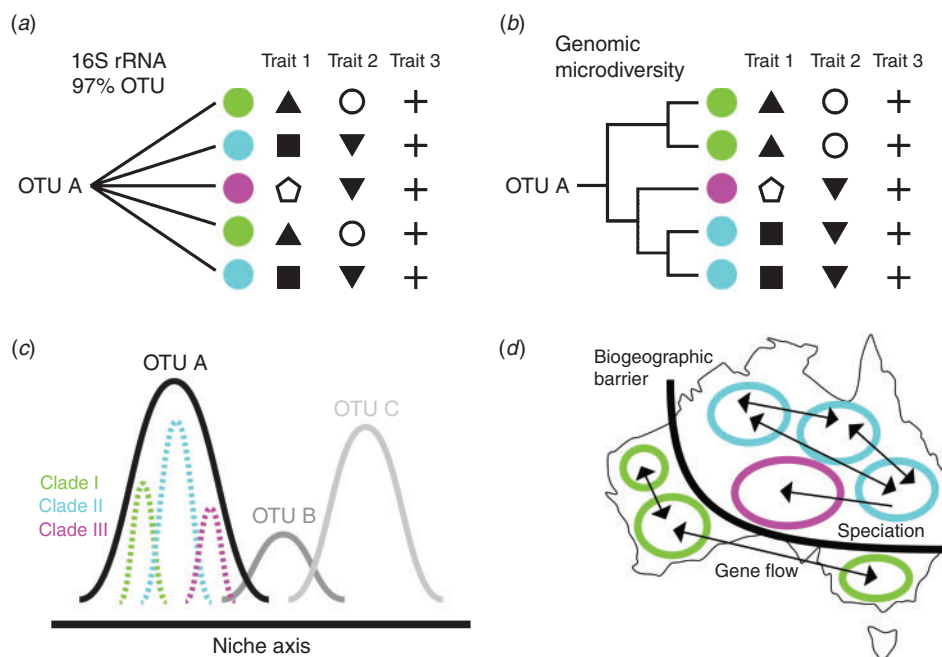 (a)
16S rRNA
97% OTU
Trait 1 Trait 2 Trait 3
OTU A
(b)
Genomic
microdiversity
Trait 1 Trait 2 Trait 3
OTU A
(c)
OTU A
OTU C
Clade I
Clade II
Clade III
OTU B
Niche axis
(d)
Biogeographic
barrier
Speciation
Gene flow